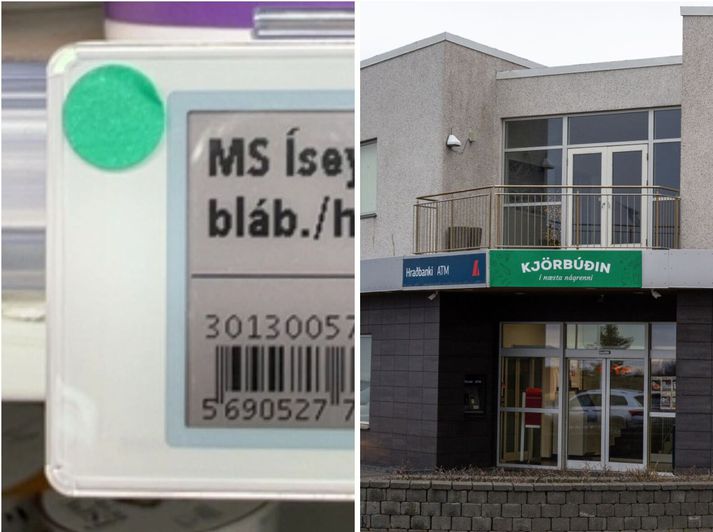 MS Ísey
bláb./h
30130057
5690527 7
Hraðbanki ATM
KJÖRBÚÐIN
í næsta nágrenni